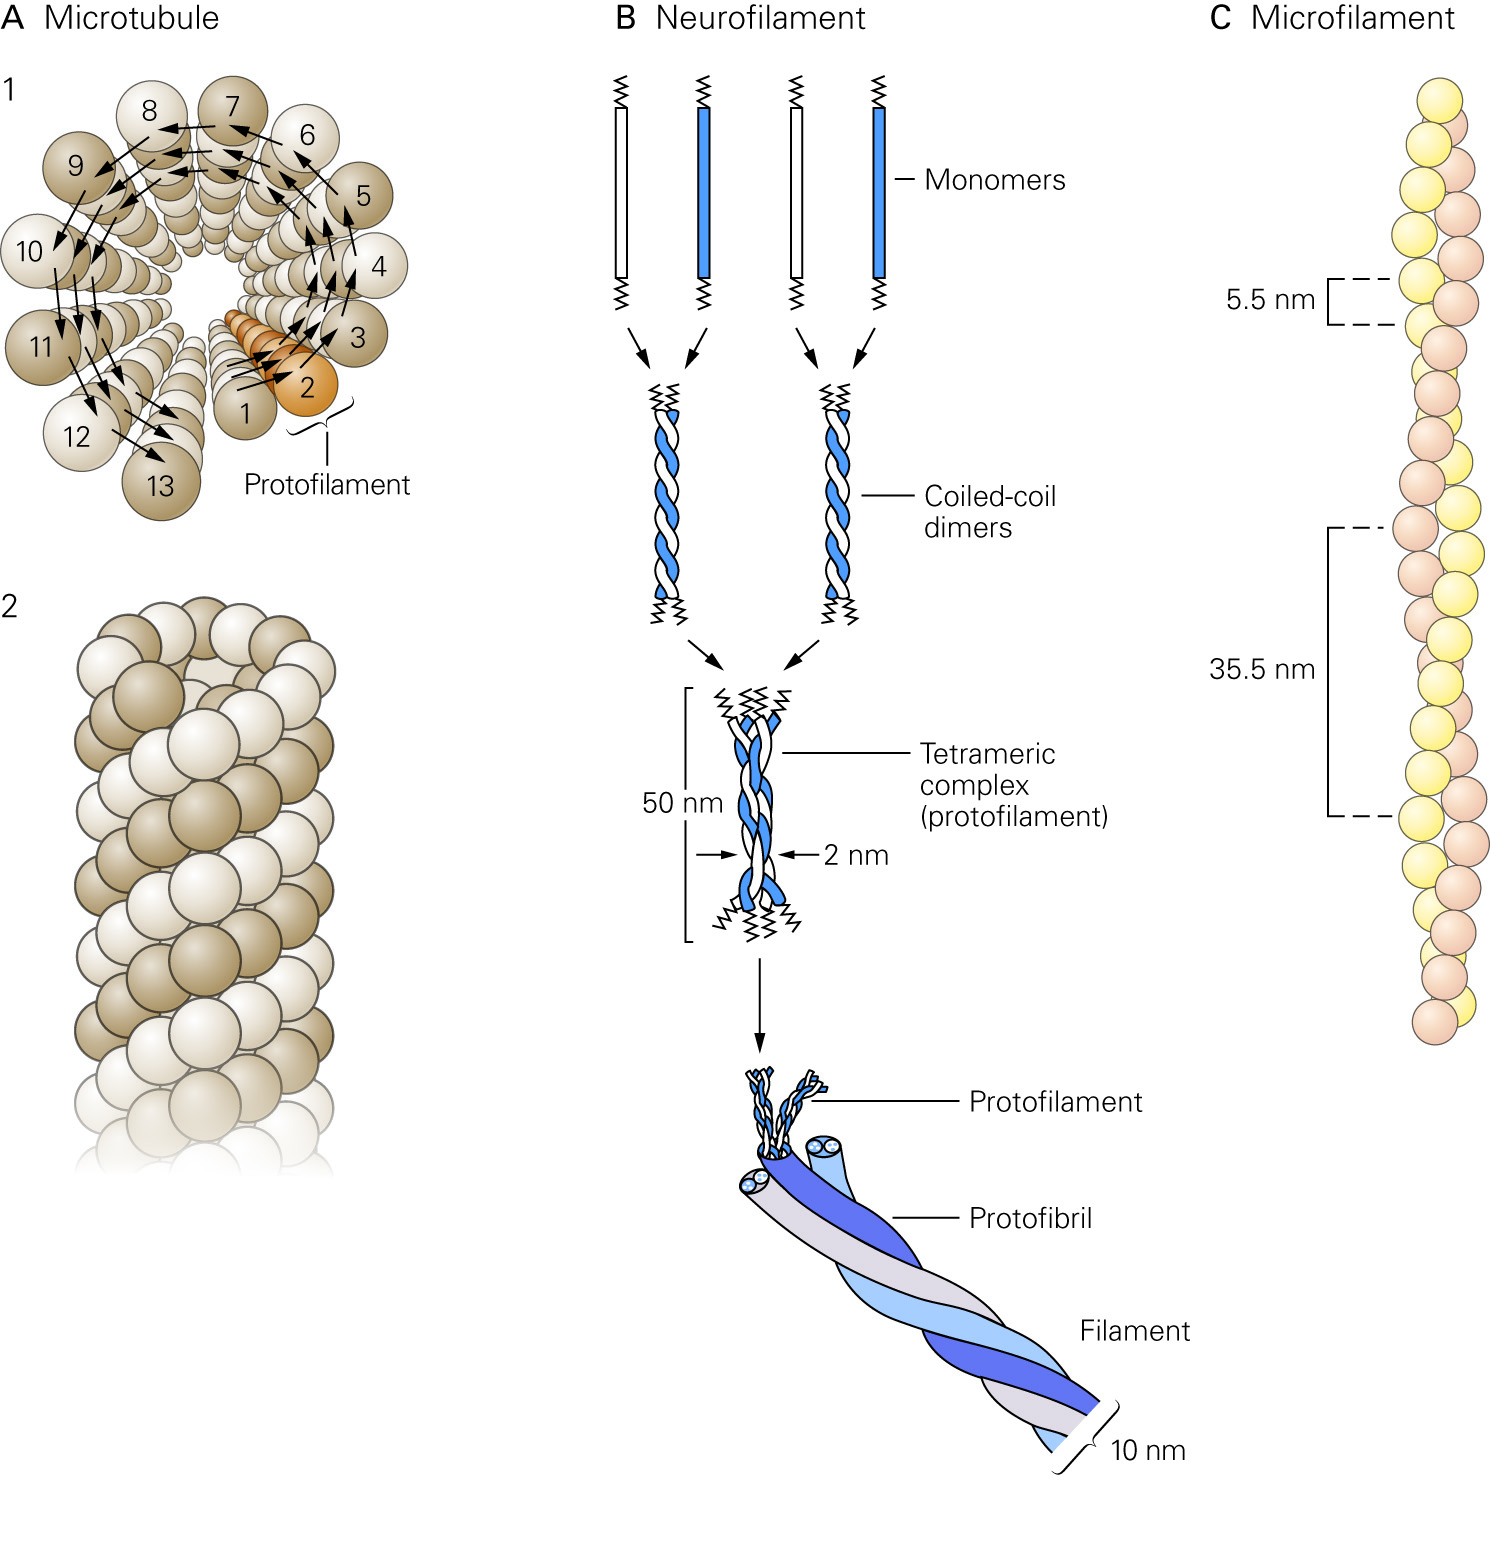 A Microtubule
1
8
7
6
9
5
10
4
11
3
2
1
12
13
Protofilament
2
B Neurofilament
Monomers
Coiled-coil
dimers
Tetrameric
complex
(protofilament)
50 nm
2 nm
Protofilament
Protofibril
Filament
10 nm
C Microfilament
5.5 nm
35.5 nm